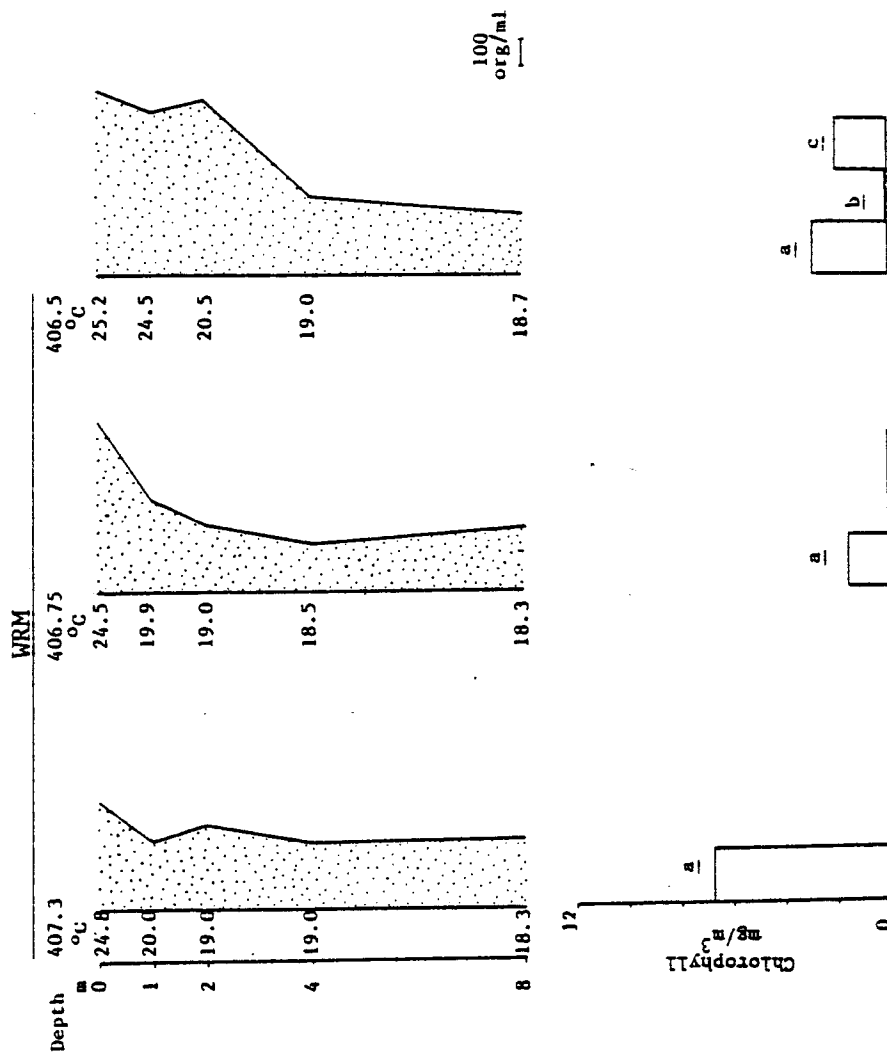 WRM
407.3 406.75 406.5
Depth °C °C °C
m
0 24.8 24.5 25.2
1 20.0 19.9 24.5
2 19.0 19.0 20.5
4 19.0 18.5 19.0
8 18.3 18.3 18.7
100
org/ml
12
Chlorophyll
mg/m³
0
a
a
a
b
c